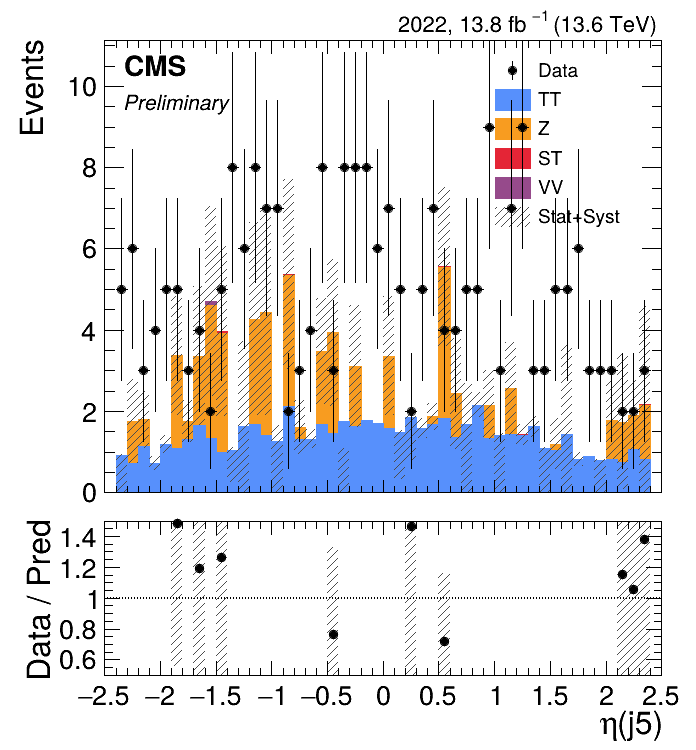 2022, 13.8 fb⁻¹ (13.6 TeV)
Events
CMS
Preliminary
Data
TT
Z
ST
VV
Stat+Syst
10
8
6
4
2
0
Data / Pred
1.4
1.2
1
0.8
0.6
−2.5 −2 −1.5 −1 −0.5 0 0.5 1 1.5 2 2.5
η(j5)